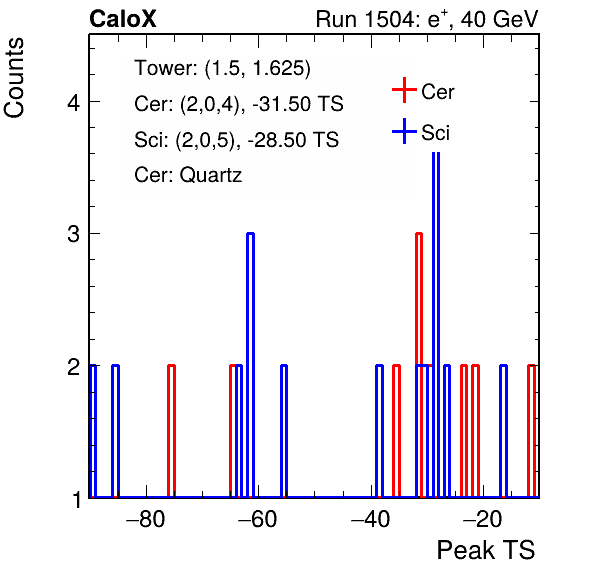 CaloX Run 1504: e⁺, 40 GeV
Counts
Tower: (1.5, 1.625)
Cer: (2,0,4), -31.50 TS
Sci: (2,0,5), -28.50 TS
Cer: Quartz
Cer
Sci
4
3
2
1
−80 −60 −40 −20
Peak TS